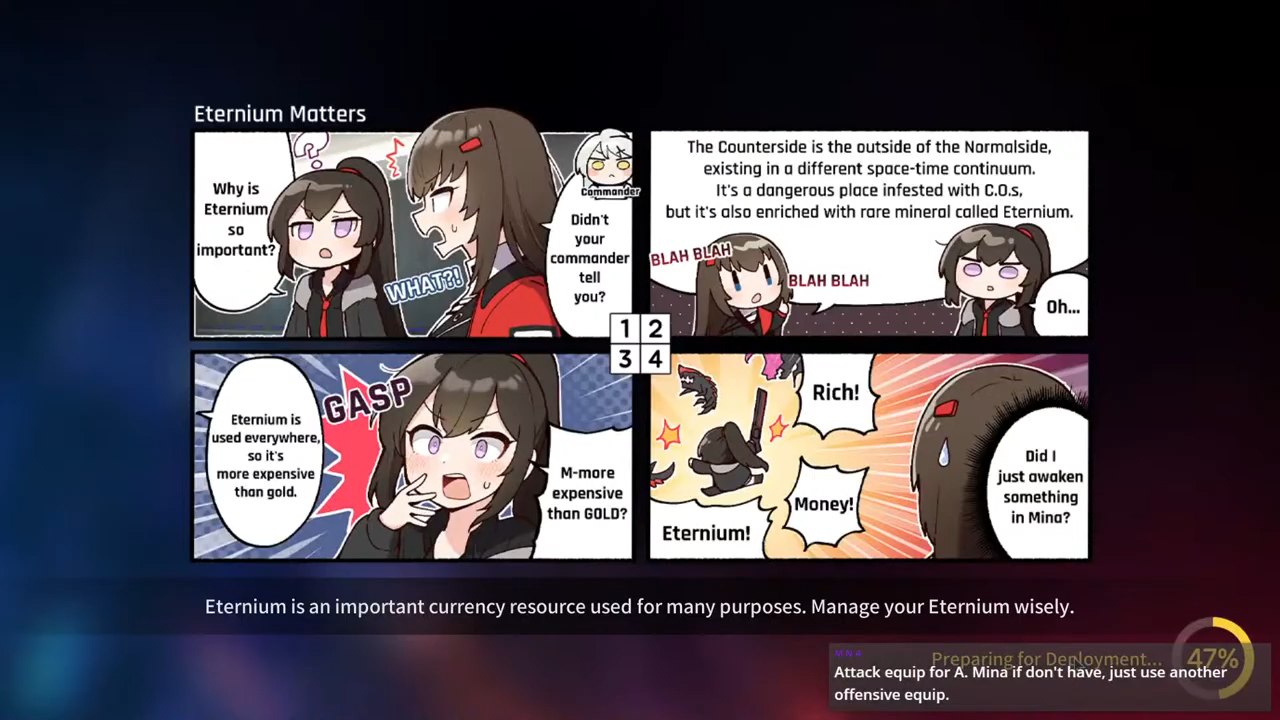 Eternium Matters
Why is
Eternium
so
important?
?
WHAT?!
Commander
Didn't
your
commander
tell
you?
The Counterside is the outside of the Normalside,
existing in a different space-time continuum.
It's a dangerous place infested with C.O.s,
but it's also enriched with rare mineral called Eternium.
BLAH BLAH
BLAH BLAH
Oh...
1 2
3 4
Eternium is
used everywhere,
so it's
more expensive
than gold.
GASP
M-more
expensive
than GOLD?
Rich!
Money!
Eternium!
Did I
just awaken
something
in Mina?
Eternium is an important currency resource used for many purposes. Manage your Eternium wisely.
Preparing for Deployment...
47%
MNA
Attack equip for A. Mina if don't have, just use another
offensive equip.